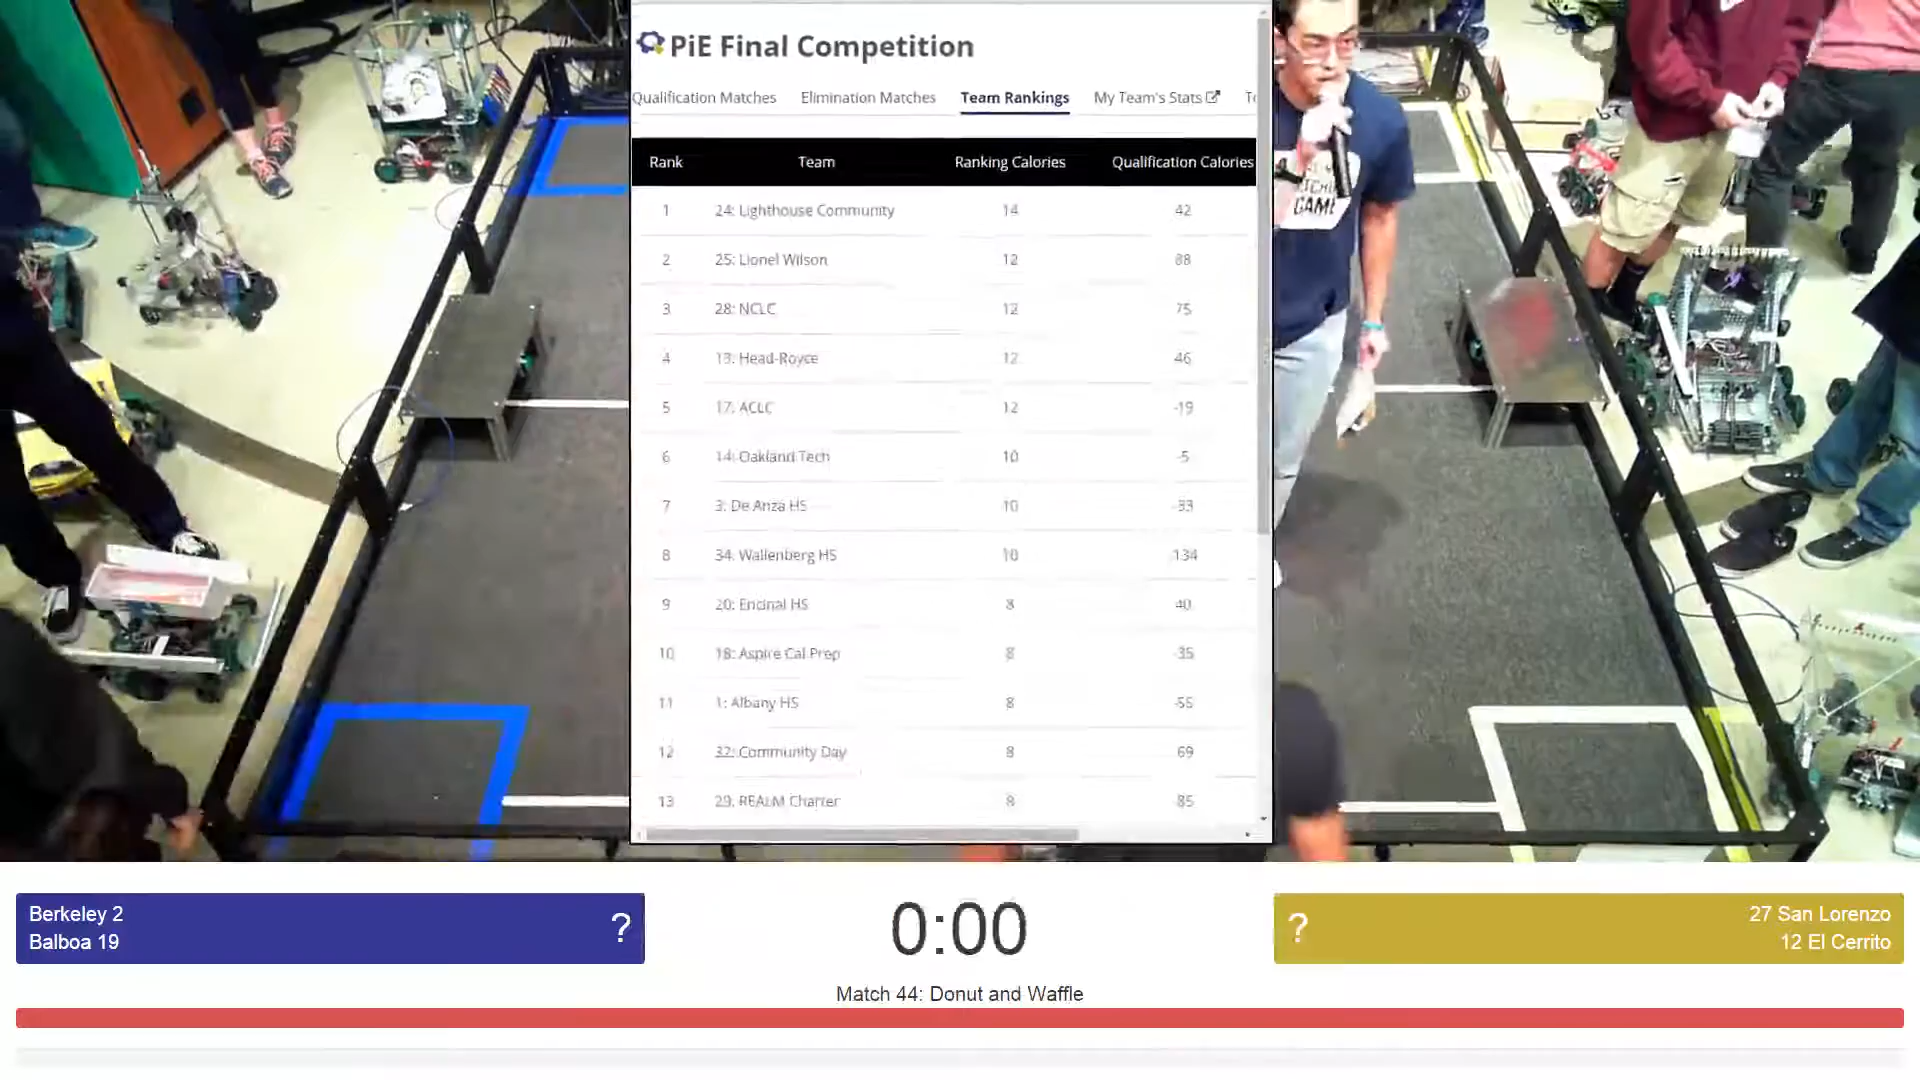 PiE Final Competition
Qualification Matches Elimination Matches Team Rankings My Team's Stats To
Rank Team Ranking Calories Qualification Calories
1 24: Lighthouse Community 14 42
2 25: Lionel Wilson 12 88
3 28: NCLC 12 75
4 13: Head-Royce 12 46
5 17: ACLC 12 -19
6 14: Oakland Tech 10 -5
7 3: De Anza HS 10 -33
8 34: Wallenberg HS 10 -134
9 20: Encinal HS 8 40
10 18: Aspire Cal Prep 8 -35
11 1: Albany HS 8 -55
12 32: Community Day 8 -69
13 29: REALM Charter 8 -85
GAME
Berkeley 2
Balboa 19
?
0:00
?
27 San Lorenzo
12 El Cerrito
Match 44: Donut and Waffle